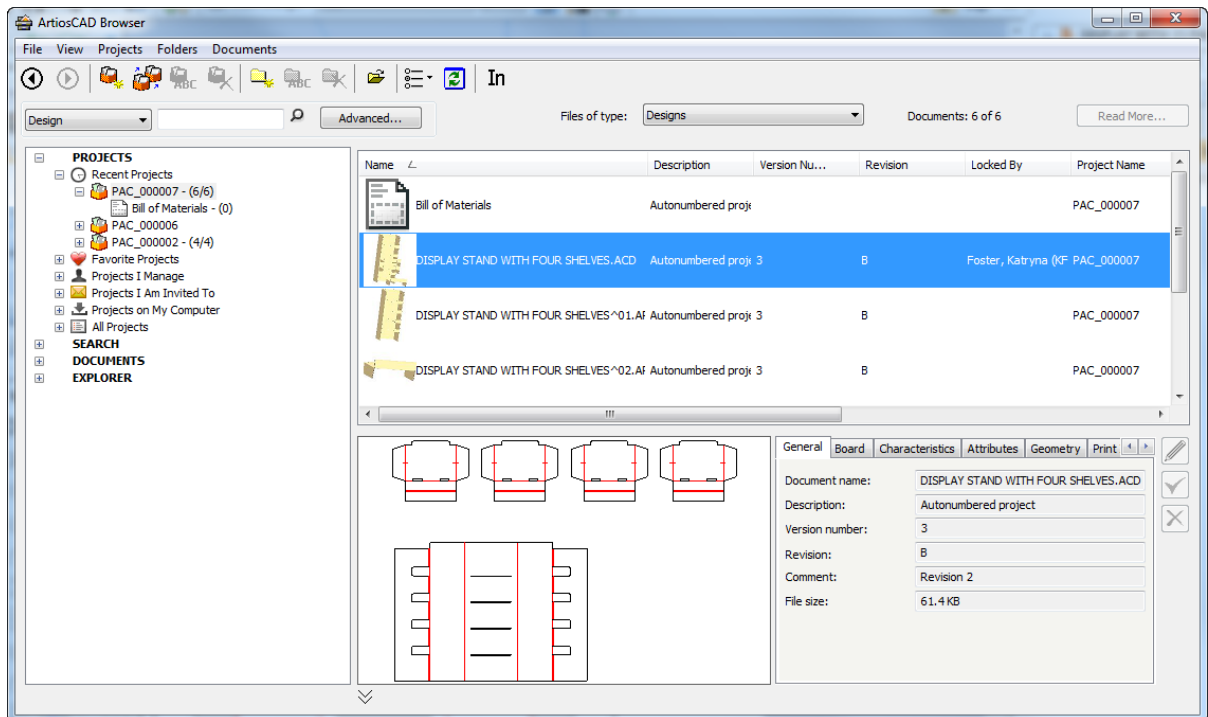 ArtiosCAD Browser
File View Projects Folders Documents
ABC ABC In
Design Advanced... Files of type: Designs Documents: 6 of 6 Read More...
PROJECTS
Recent Projects
PAC_000007 - (6/6)
Bill of Materials - (0)
PAC_000006
PAC_000002 - (4/4)
Favorite Projects
Projects I Manage
Projects I Am Invited To
Projects on My Computer
All Projects
SEARCH
DOCUMENTS
EXPLORER
Name Description Version Nu... Revision Locked By Project Name
Bill of Materials Autonumbered proje PAC_000007
DISPLAY STAND WITH FOUR SHELVES.ACD Autonumbered proje 3 B Foster, Katryna (KF PAC_000007
DISPLAY STAND WITH FOUR SHELVES^01.AF Autonumbered proje 3 B PAC_000007
DISPLAY STAND WITH FOUR SHELVES^02.AF Autonumbered proje 3 B PAC_000007
General Board Characteristics Attributes Geometry Print
Document name: DISPLAY STAND WITH FOUR SHELVES.ACD
Description: Autonumbered project
Version number: 3
Revision: B
Comment: Revision 2
File size: 61.4 KB